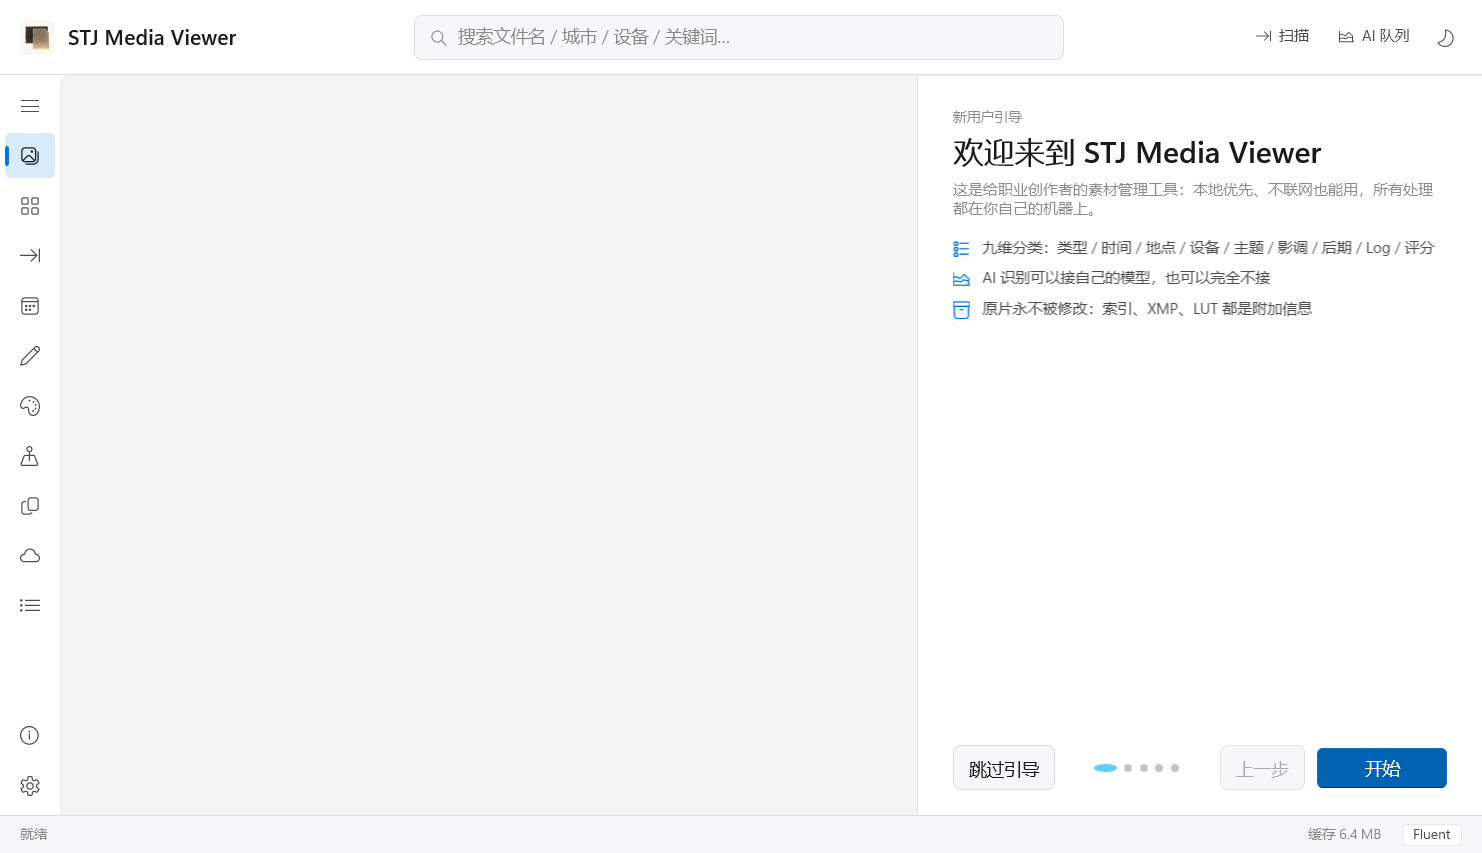 STJ Media Viewer
搜索文件名 / 城市 / 设备 / 关键词...
扫描
AI 队列
新用户引导
欢迎来到 STJ Media Viewer
这是给职业创作者的素材管理工具：本地优先、不联网也能用，所有处理
都在你自己的机器上。
九维分类：类型 / 时间 / 地点 / 设备 / 主题 / 影调 / 后期 / Log / 评分
AI 识别可以接自己的模型，也可以完全不接
原片永不被修改：索引、XMP、LUT 都是附加信息
跳过引导
上一步
开始
就绪
缓存 6.4 MB
Fluent